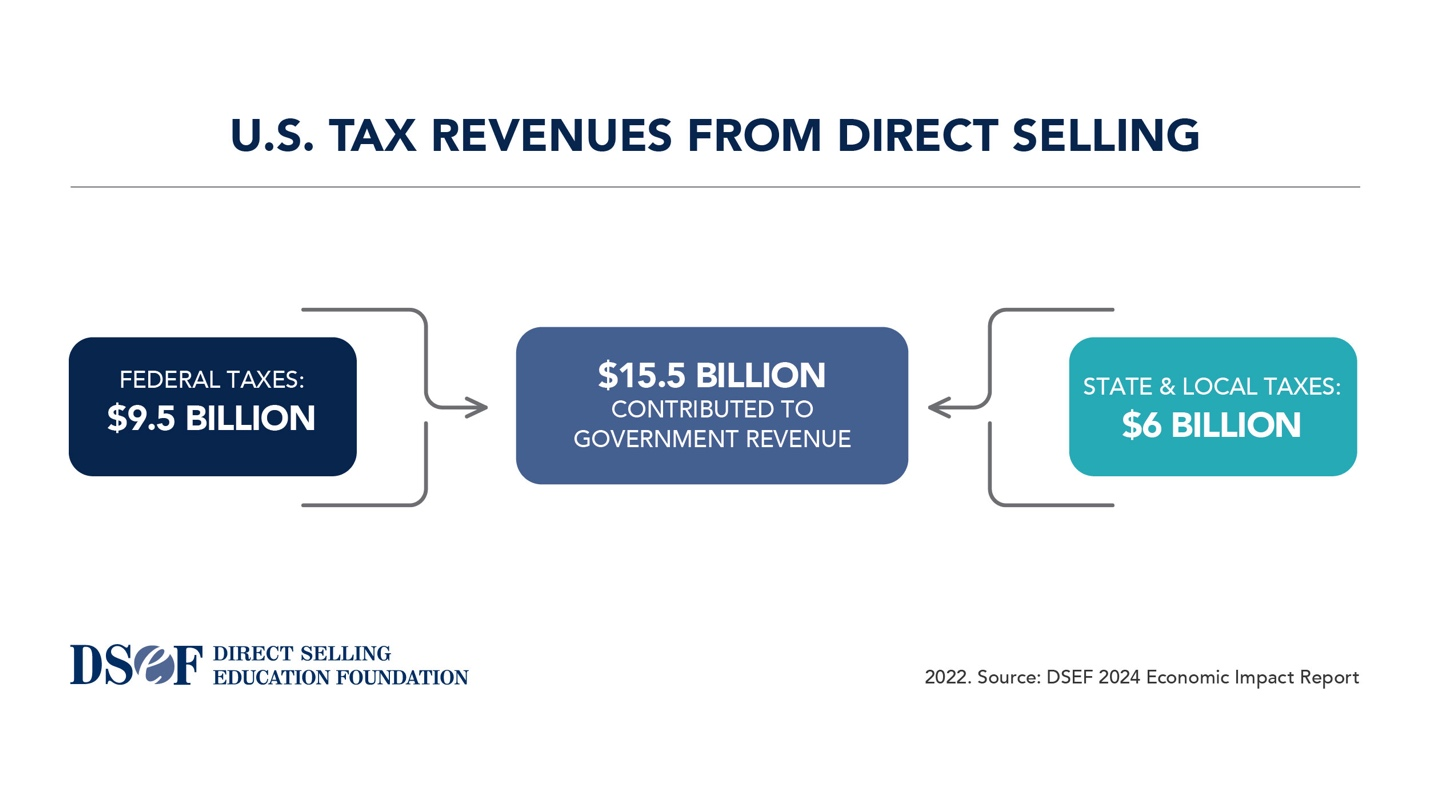 U.S. TAX REVENUES FROM DIRECT SELLING
FEDERAL TAXES:
$9.5 BILLION
$15.5 BILLION
CONTRIBUTED TO
GOVERNMENT REVENUE
STATE & LOCAL TAXES:
$6 BILLION
DSeF
DIRECT SELLING
EDUCATION FOUNDATION
2022. Source: DSEF 2024 Economic Impact Report